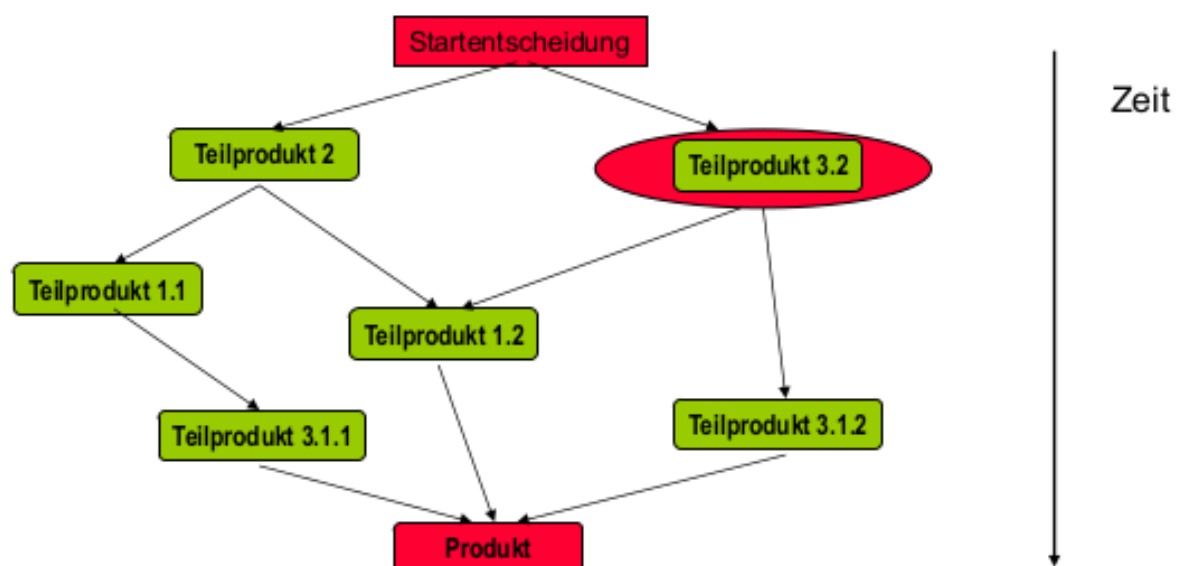 Startentscheidung
Zeit
Teilprodukt 2
Teilprodukt 3.2
Teilprodukt 1.1
Teilprodukt 1.2
Teilprodukt 3.1.1
Teilprodukt 3.1.2
Produkt